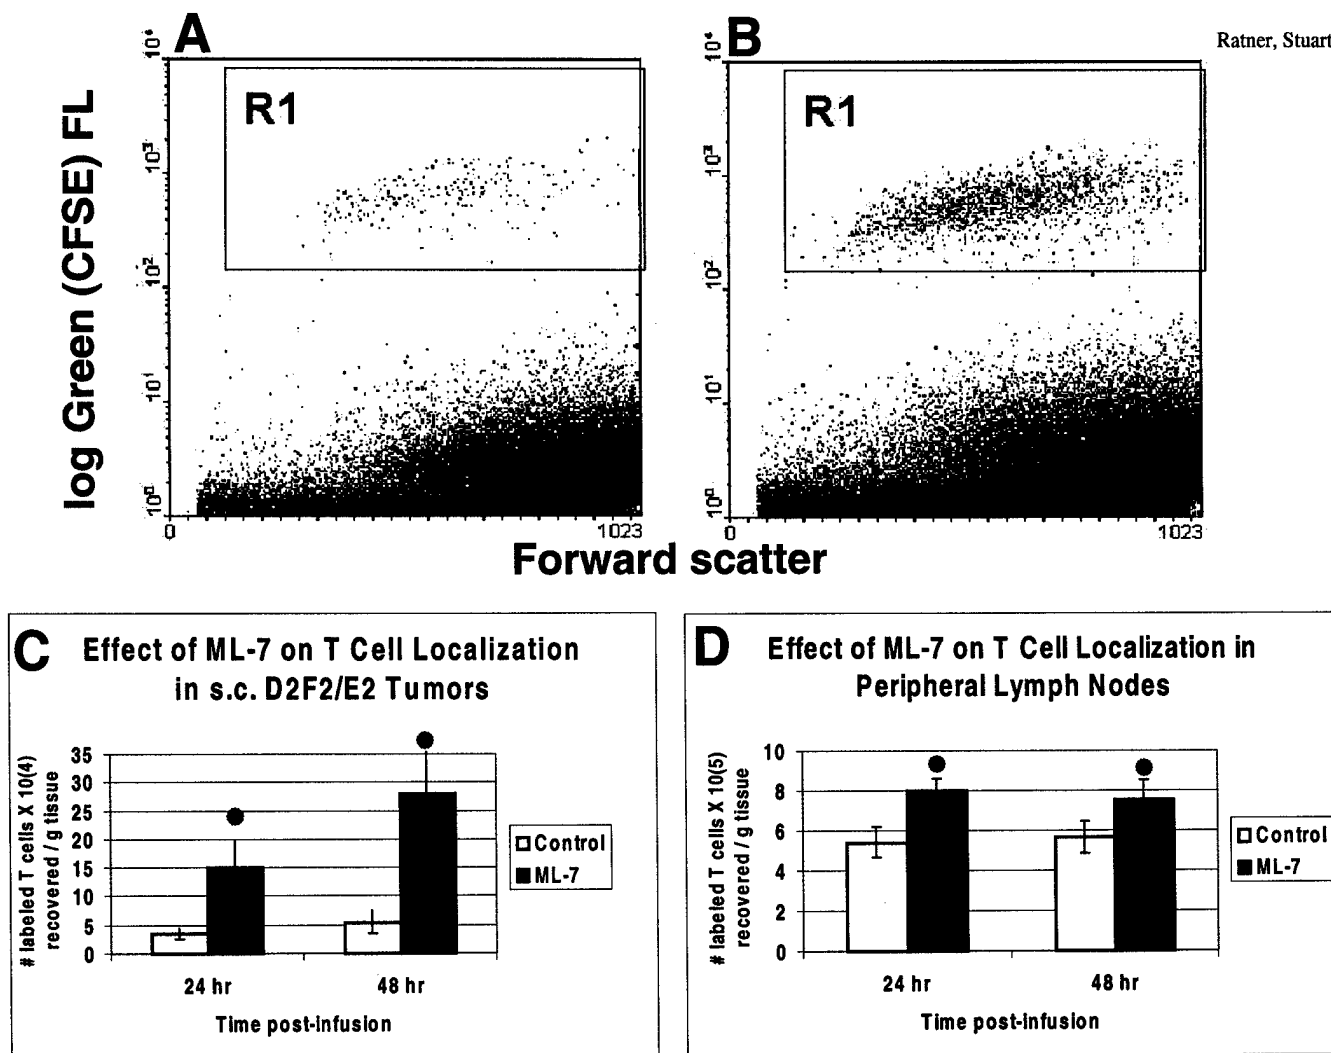 A
B
Ratner, Stuart
log Green (CFSE) FL
10⁴
10³
10²
10¹
10⁰
R1
0
1023
10⁴
10³
10²
10¹
10⁰
R1
0
1023
Forward scatter
C
Effect of ML-7 on T Cell Localization
in s.c. D2F2/E2 Tumors
# labeled T cells X 10(4)
recovered / g tissue
35
30
25
20
15
10
5
0
24 hr
48 hr
Time post-infusion
Control
ML-7
D
Effect of ML-7 on T Cell Localization in
Peripheral Lymph Nodes
# labeled T cells X 10(5)
recovered / g tissue
10
8
6
4
2
0
24 hr
48 hr
Time post-infusion
Control
ML-7